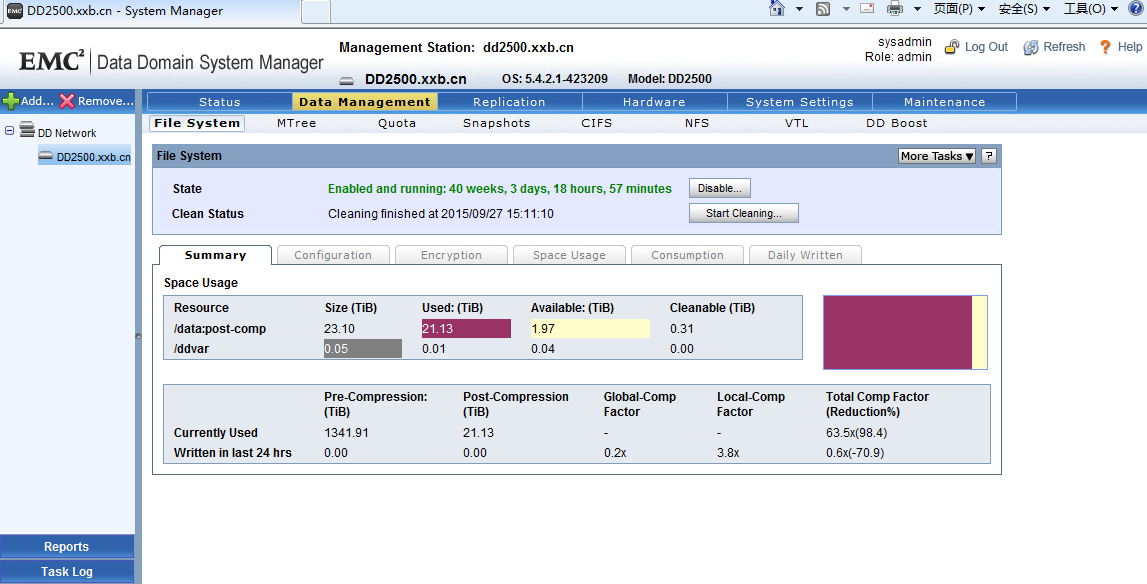 EMC DD2500.xxb.cn - System Manager
页面(P) 安全(S) 工具(O) ?
EMC² Data Domain System Manager
Management Station: dd2500.xxb.cn
DD2500.xxb.cn OS: 5.4.2.1-423209 Model: DD2500
sysadmin
Role: admin
Log Out Refresh ? Help
Add... Remove...
Status Data Management Replication Hardware System Settings Maintenance
File System MTree Quota Snapshots CIFS NFS VTL DD Boost
DD Network
DD2500.xxb.cn
File System More Tasks ▼ ?
State Enabled and running: 40 weeks, 3 days, 18 hours, 57 minutes Disable...
Clean Status Cleaning finished at 2015/09/27 15:11:10 Start Cleaning...
Summary Configuration Encryption Space Usage Consumption Daily Written
Space Usage
Resource Size (TiB) Used: (TiB) Available: (TiB) Cleanable (TiB)
/data:post-comp 23.10 21.13 1.97 0.31
/ddvar 0.05 0.01 0.04 0.00
Pre-Compression: Post-Compression Global-Comp Local-Comp Total Comp Factor
(TiB) (TiB) Factor Factor (Reduction%)
Currently Used 1341.91 21.13 - - 63.5x(98.4)
Written in last 24 hrs 0.00 0.00 0.2x 3.8x 0.6x(-70.9)
Reports
Task Log